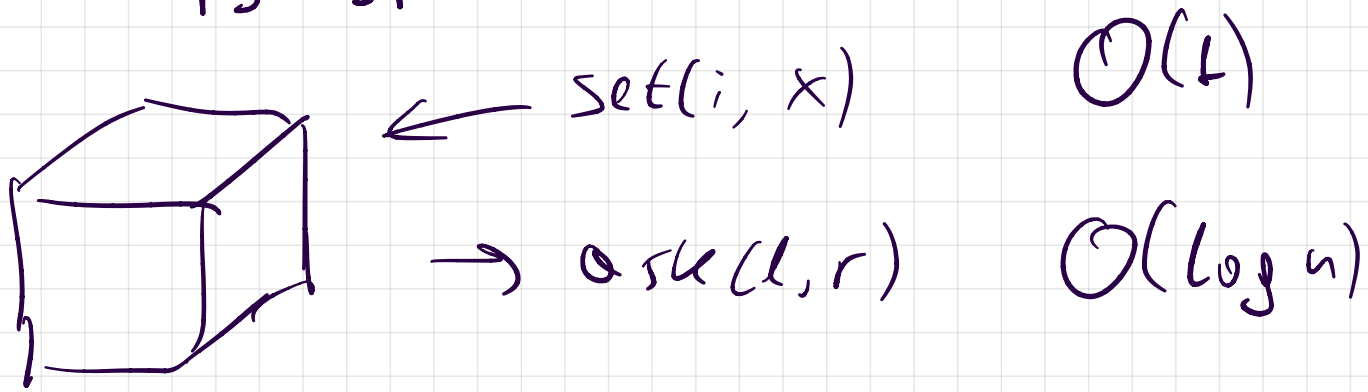 set(i, x) O(1)
→ ask(l, r) O(log n)